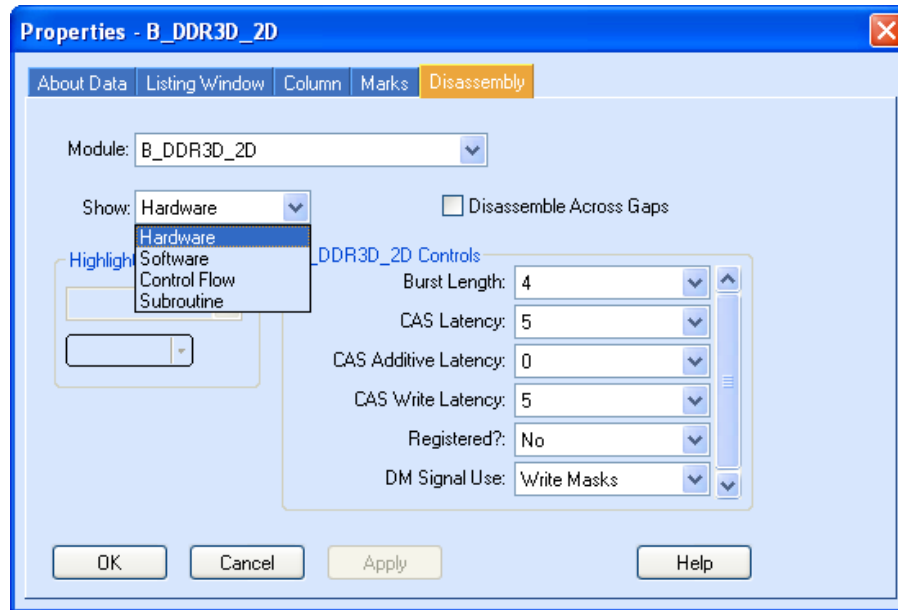 Properties - B_DDR3D_2D
About Data Listing Window Column Marks Disassembly
Module: B_DDR3D_2D
Show: Hardware
Disassemble Across Gaps
Hardware
Software
Control Flow
Subroutine
Highlight
_DDR3D_2D Controls
Burst Length: 4
CAS Latency: 5
CAS Additive Latency: 0
CAS Write Latency: 5
Registered?: No
DM Signal Use: Write Masks
OK Cancel Apply Help